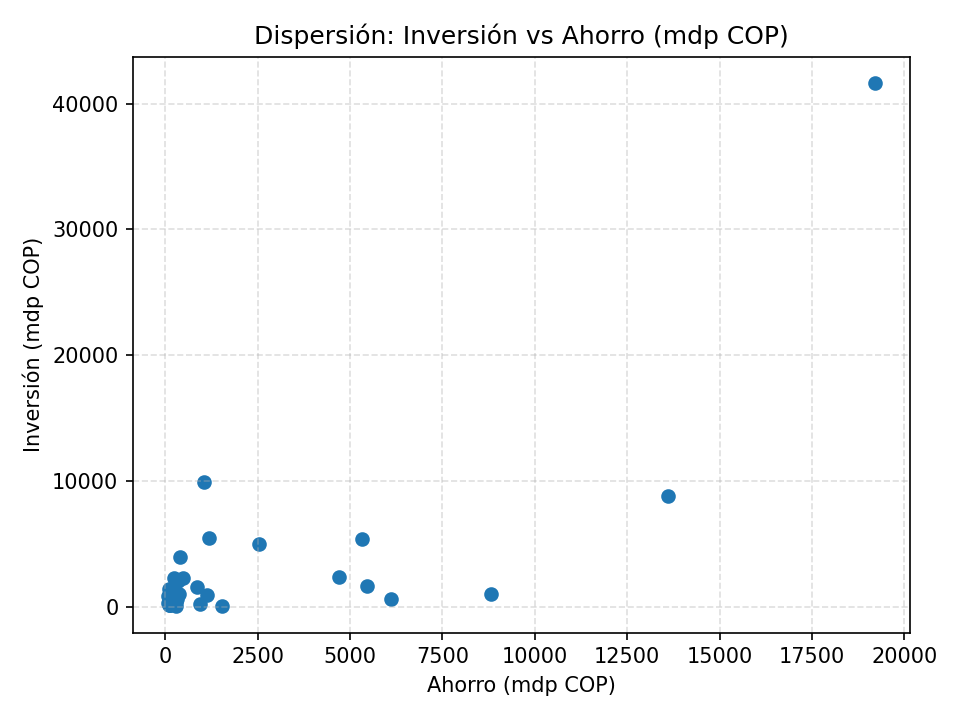 Dispersión: Inversión vs Ahorro (mdp COP)
Inversión (mdp COP)
40000
30000
20000
10000
0
0 2500 5000 7500 10000 12500 15000 17500 20000
Ahorro (mdp COP)